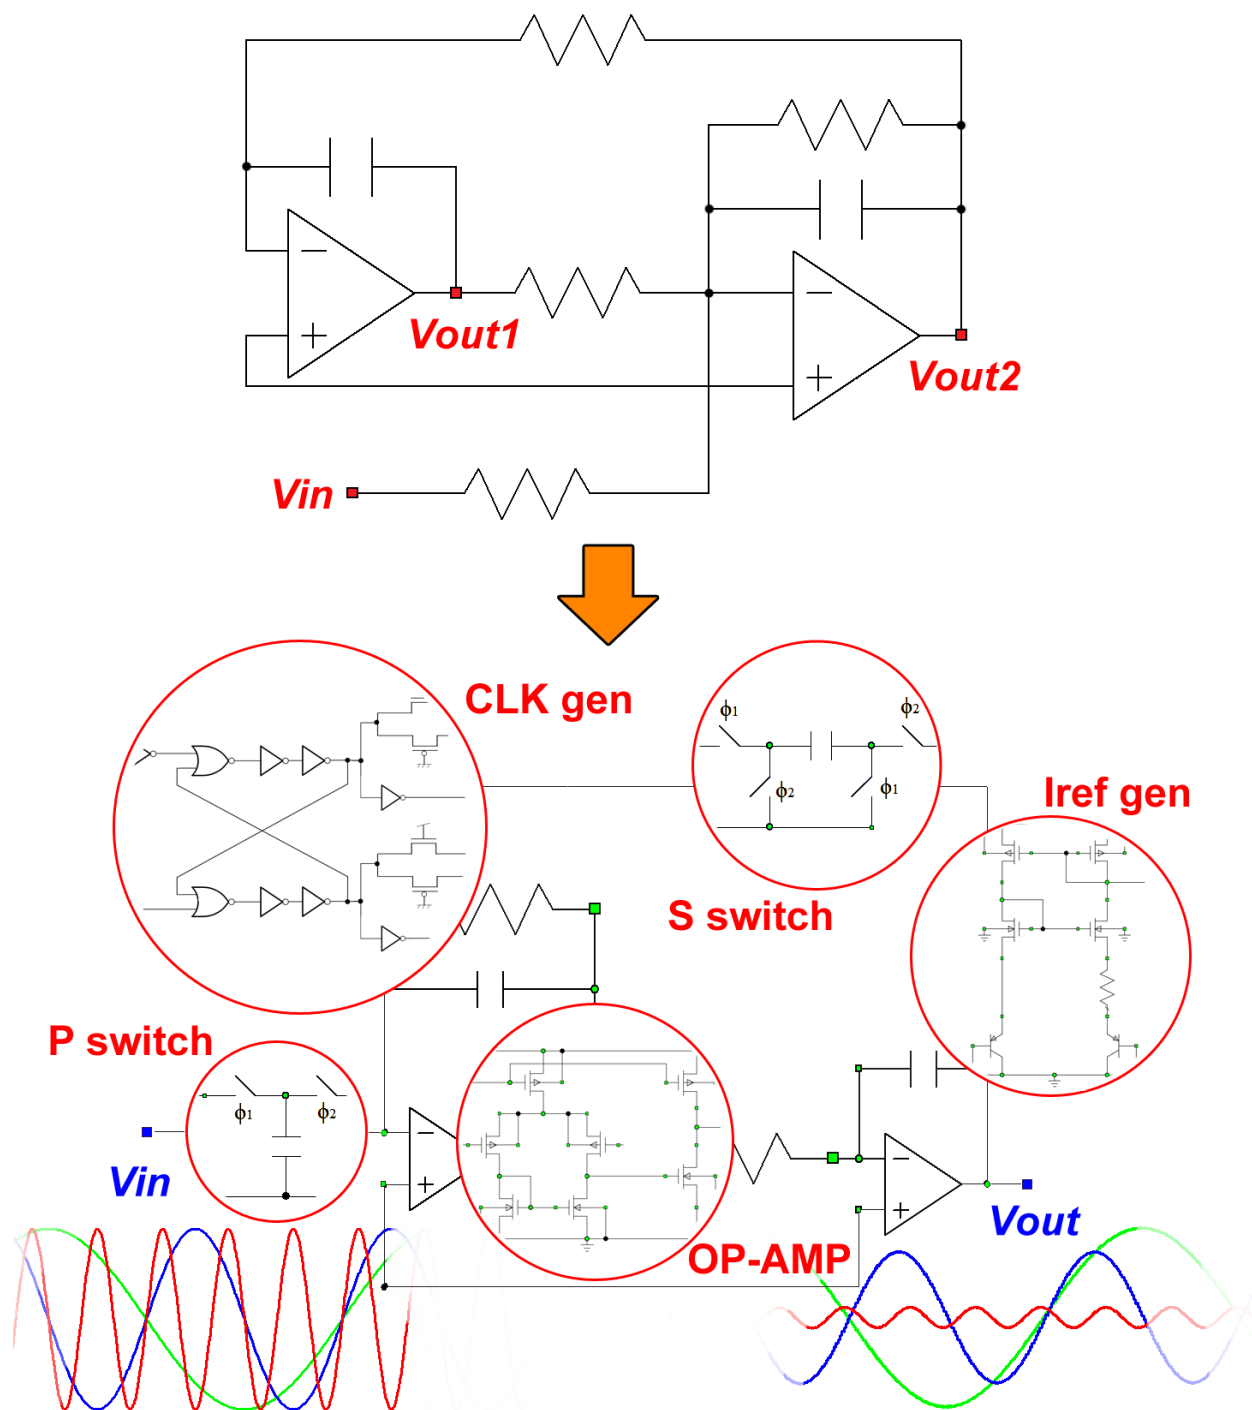 Vout1
Vout2
Vin
CLK gen
ϕ1
ϕ2
ϕ2
ϕ1
Iref gen
S switch
P switch
ϕ1
ϕ2
Vin
Vout
OP-AMP